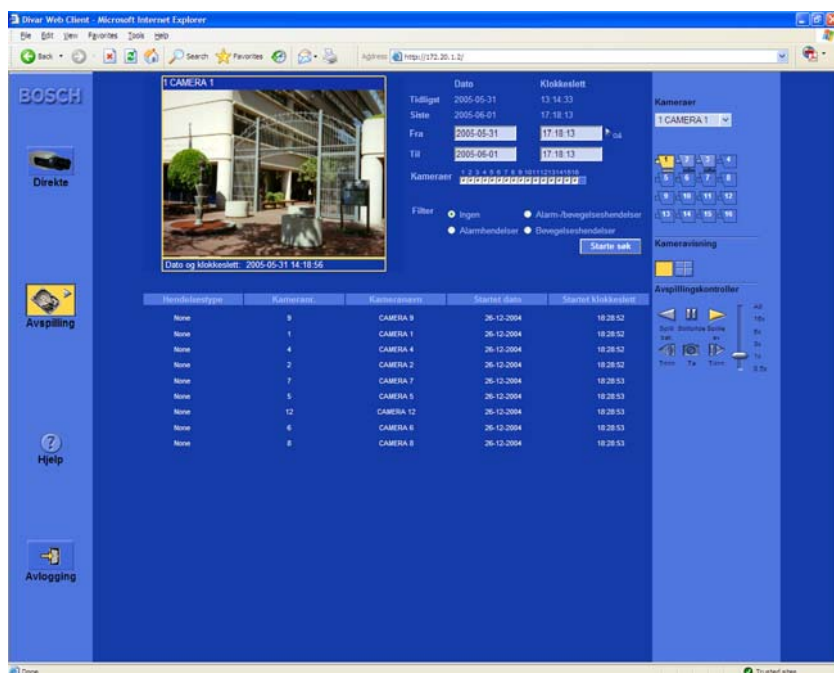 Divar Web Client - Microsoft Internet Explorer
File Edit View Favorites Tools Help
Back Search Favorites Address http://172.20.1.2/
BOSCH
Direkte
Avspilling
Hjelp
Avlogging
1 CAMERA 1
Dato og klokkeslett: 2005-05-31 14:18:56
Dato Klokkeslett
Tidligst 2005-05-31 13:14:33
Siste 2005-06-01 17:18:13
Fra 2005-05-31 17:18:13
Til 2005-06-01 17:18:13
Kameraer 1 2 3 4 5 6 7 8 9 10 11 12 13 14 15 16
Filter Ingen Alarm-/bevegelseshendelser
Alarmhendelser Bevegelseshendelser
Starte søk
Hendelsestype Kameranr. Kameranavn Startet dato Startet klokkeslett
None 9 CAMERA 9 26-12-2004 18:28:52
None 1 CAMERA 1 26-12-2004 18:28:52
None 4 CAMERA 4 26-12-2004 18:28:52
None 2 CAMERA 2 26-12-2004 18:28:52
None 7 CAMERA 7 26-12-2004 18:28:53
None 5 CAMERA 5 26-12-2004 18:28:53
None 12 CAMERA 12 26-12-2004 18:28:53
None 6 CAMERA 6 26-12-2004 18:28:53
None 8 CAMERA 8 26-12-2004 18:28:53
Kameraer
1 CAMERA 1
1 2 3 4
5 6 7 8
9 10 11 12
13 14 15 16
Kameravisning
Avspillingskontroller
Done Trusted sites